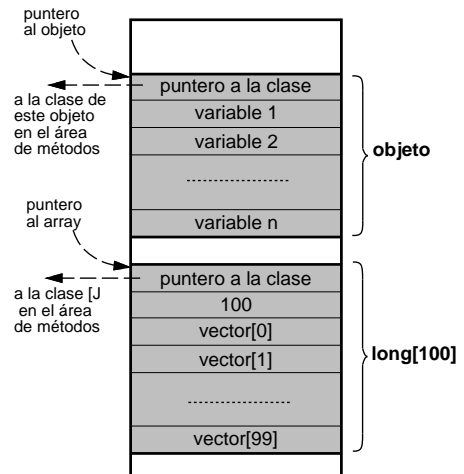 puntero
al objeto
puntero a la clase
a la clase de
este objeto
en el área
de métodos
variable 1
variable 2
....................
variable n
objeto
puntero
al array
puntero a la clase
a la clase [J
en el área
de métodos
100
vector[0]
vector[1]
....................
vector[99]
long[100]